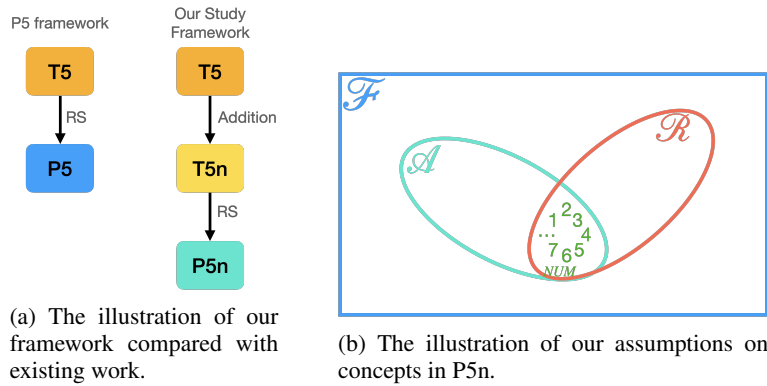 P5 framework
T5
RS
P5
Our Study
Framework
T5
Addition
T5n
RS
P5n
(a) The illustration of our
framework compared with
existing work.
ℱ
𝒜
ℛ
1 2 3
... 4
7 6 5
NUM
(b) The illustration of our assumptions on
concepts in P5n.